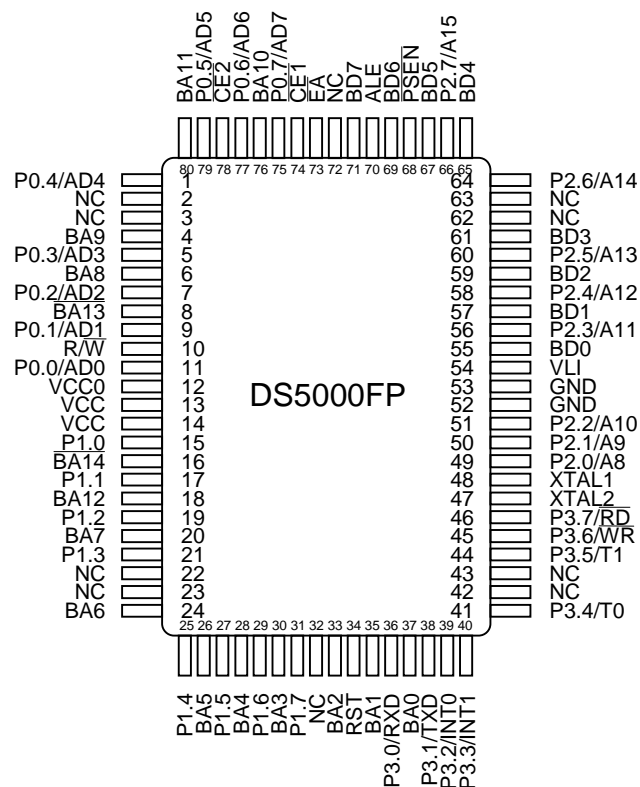 BA11
P0.5/AD5
CE2
P0.6/AD6
BA10
P0.7/AD7
CE1
EA
NC
BD7
ALE
BD6
PSEN
BD5
P2.7/A15
BD4
80 79 78 77 76 75 74 73 72 71 70 69 68 67 66 65
P0.4/AD4 1 64 P2.6/A14
NC 2 63 NC
NC 3 62 NC
BA9 4 61 BD3
P0.3/AD3 5 60 P2.5/A13
BA8 6 59 BD2
P0.2/AD2 7 58 P2.4/A12
BA13 8 57 BD1
P0.1/AD1 9 56 P2.3/A11
R/W 10 55 BD0
P0.0/AD0 11 54 VLI
VCC0 12 53 GND
DS5000FP
VCC 13 52 GND
VCC 14 51 P2.2/A10
P1.0 15 50 P2.1/A9
BA14 16 49 P2.0/A8
P1.1 17 48 XTAL1
BA12 18 47 XTAL2
P1.2 19 46 P3.7/RD
BA7 20 45 P3.6/WR
P1.3 21 44 P3.5/T1
NC 22 43 NC
NC 23 42 NC
BA6 24 41 P3.4/T0
25 26 27 28 29 30 31 32 33 34 35 36 37 38 39 40
P1.4
BA5
P1.5
BA4
P1.6
BA3
P1.7
NC
BA2
RST
BA1
P3.0/RXD
BA0
P3.1/TXD
P3.2/INT0
P3.3/INT1